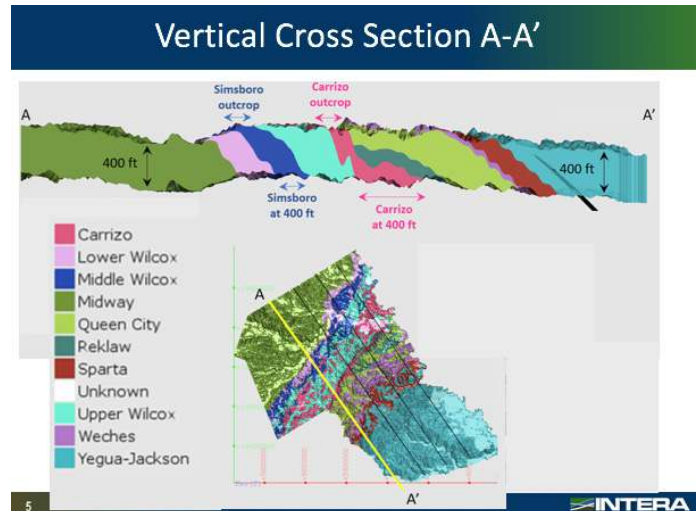 Vertical Cross Section A-A’
Simsboro
outcrop
Carrizo
outcrop
A
A’
400 ft
400 ft
Simsboro
at 400 ft
Carrizo
at 400 ft
Carrizo
Lower Wilcox
Middle Wilcox
Midway
Queen City
Reklaw
Sparta
Unknown
Upper Wilcox
Weches
Yegua-Jackson
A
A’
5
INTERA